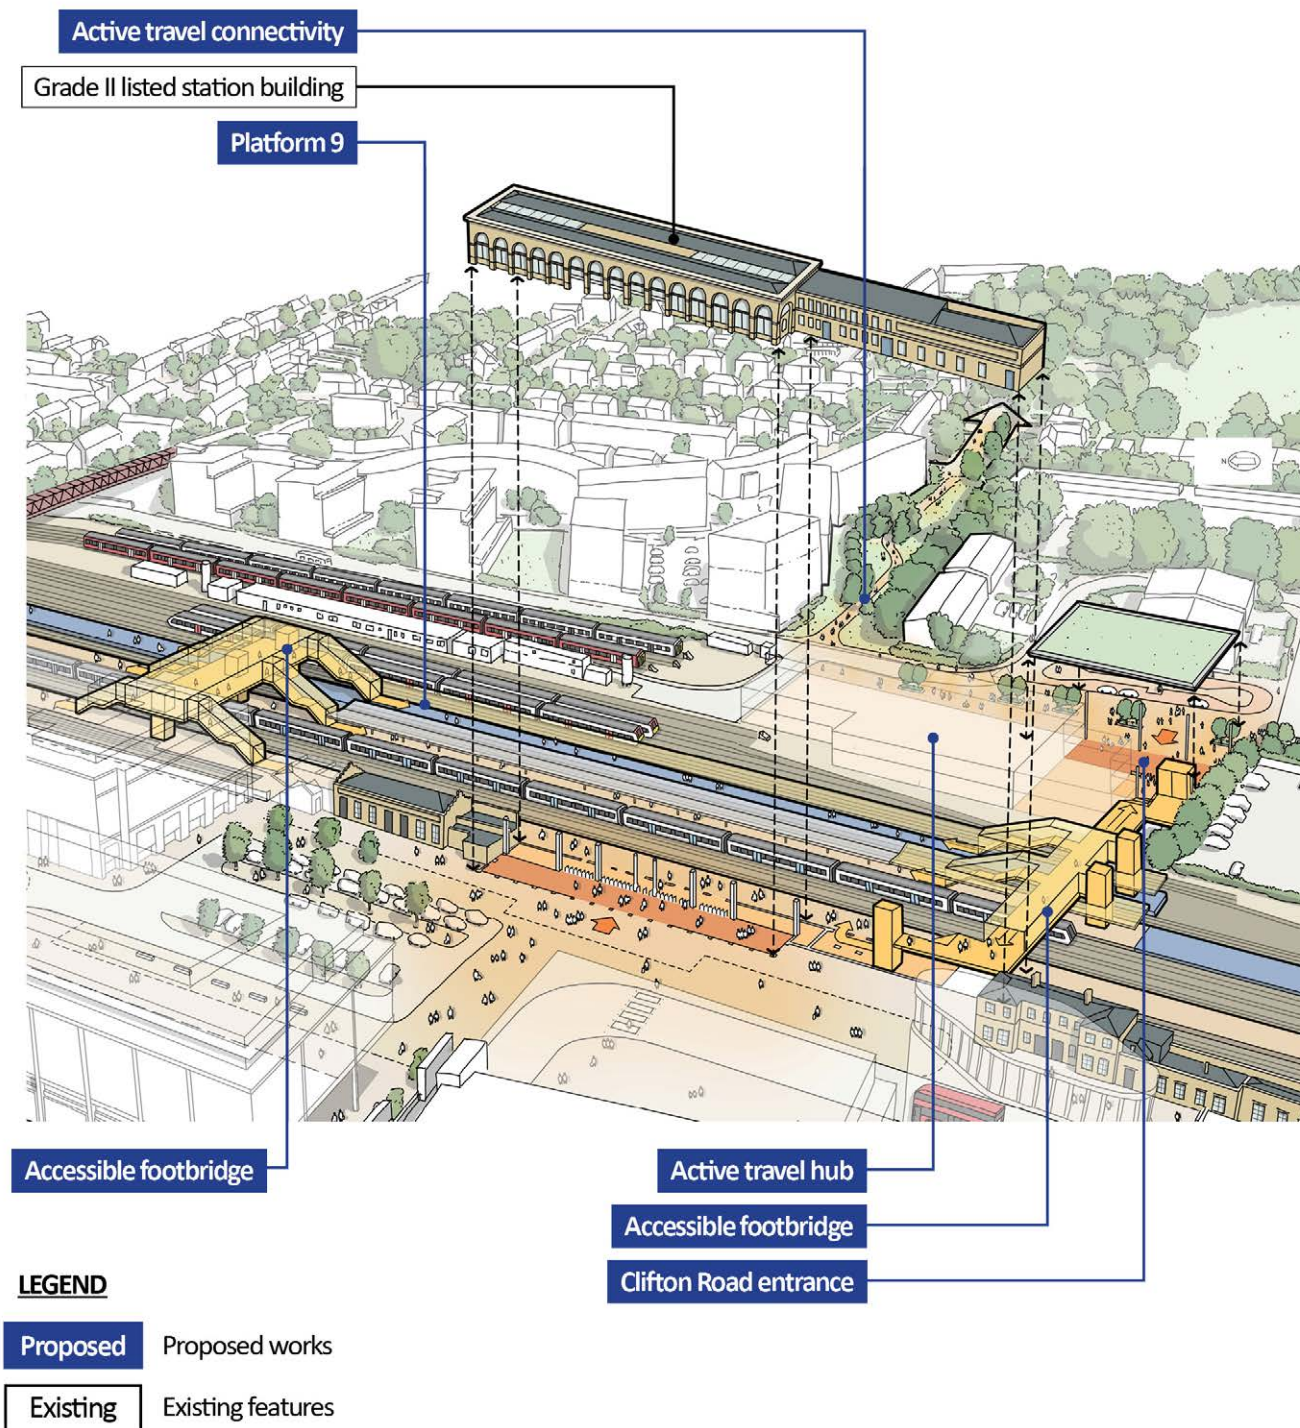 Active travel connectivity
Grade II listed station building
Platform 9
N
Accessible footbridge
Active travel hub
Accessible footbridge
Clifton Road entrance
LEGEND
Proposed Proposed works
Existing Existing features